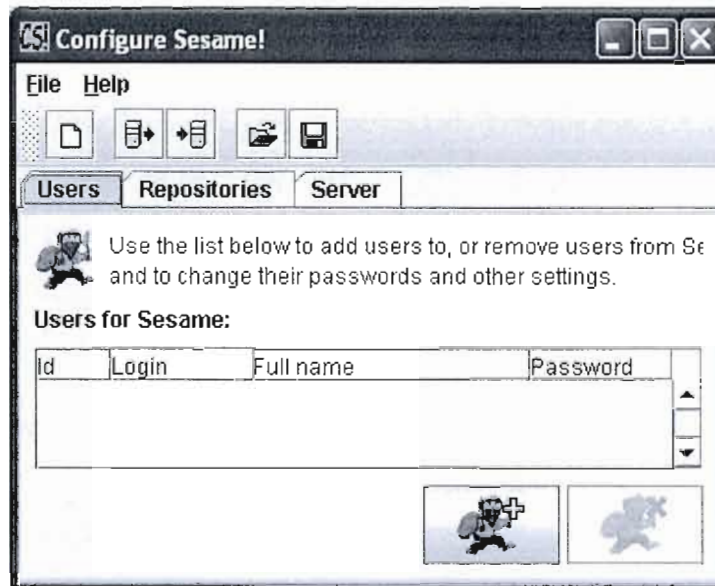 CS! Configure Sesame!
File Help
Users Repositories Server
Use the list below to add users to, or remove users from Se
and to change their passwords and other settings.
Users for Sesame:
Id Login Full name Password